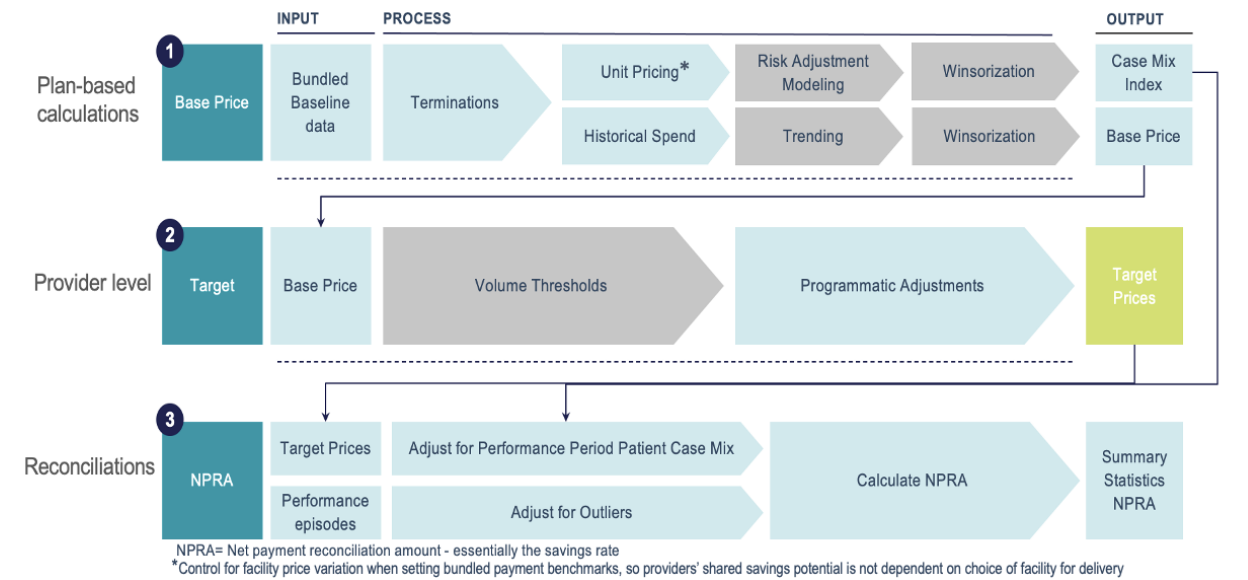 INPUT
PROCESS
OUTPUT
Plan-based
calculations
1
Base Price
Bundled
Baseline
data
Terminations
Unit Pricing*
Risk Adjustment
Modeling
Winsorization
Case Mix
Index
Historical Spend
Trending
Winsorization
Base Price
Provider level
2
Target
Base Price
Volume Thresholds
Programmatic Adjustments
Target
Prices
Reconciliations
3
NPRA
Target Prices
Adjust for Performance Period Patient Case Mix
Performance
episodes
Adjust for Outliers
Calculate NPRA
Summary
Statistics
NPRA
NPRA= Net payment reconciliation amount - essentially the savings rate
*Control for facility price variation when setting bundled payment benchmarks, so providers' shared savings potential is not dependent on choice of facility for delivery